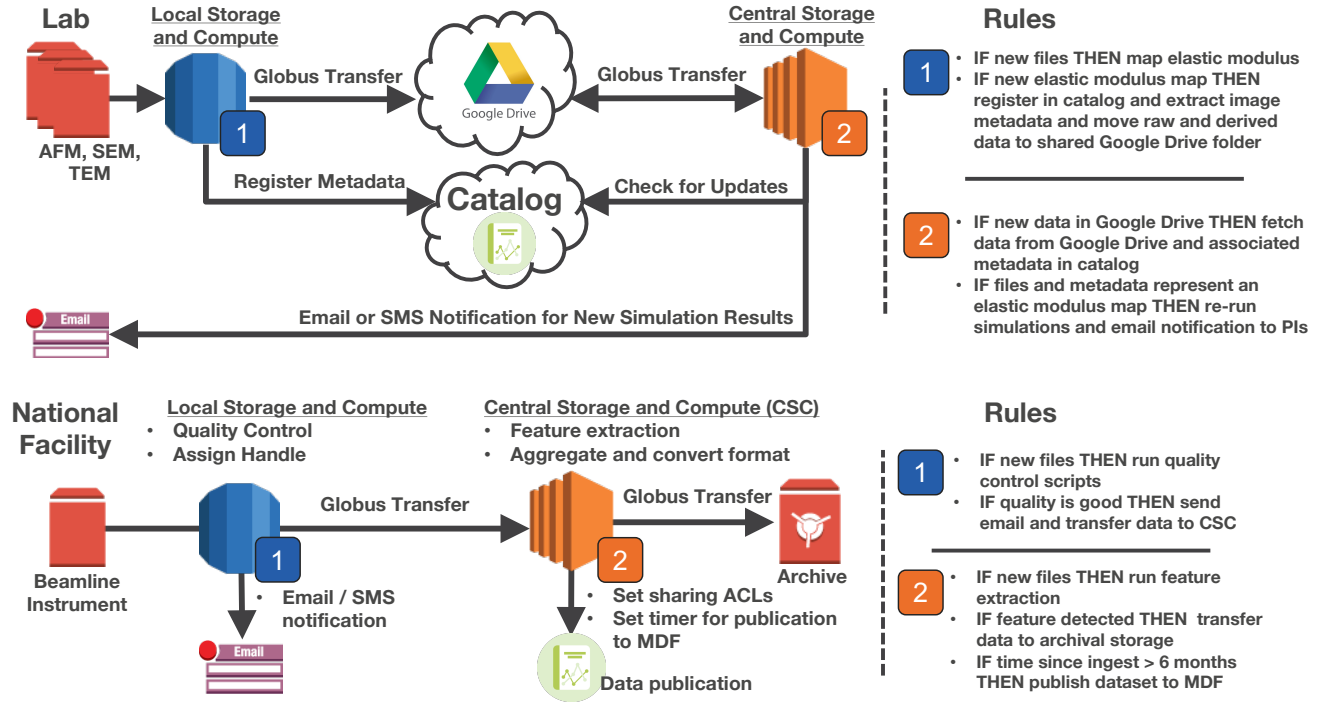 Lab
Local Storage
and Compute
Central Storage
and Compute
Rules
Globus Transfer
Google Drive
Globus Transfer
1
2
AFM, SEM,
TEM
Register Metadata
Catalog
Check for Updates
Email
Email or SMS Notification for New Simulation Results
1
• IF new files THEN map elastic modulus
• IF new elastic modulus map THEN
register in catalog and extract image
metadata and move raw and derived
data to shared Google Drive folder
2
• IF new data in Google Drive THEN fetch
data from Google Drive and associated
metadata in catalog
• IF files and metadata represent an
elastic modulus map THEN re-run
simulations and email notification to PIs
National
Facility
Local Storage and Compute
• Quality Control
• Assign Handle
Central Storage and Compute (CSC)
• Feature extraction
• Aggregate and convert format
Rules
Globus Transfer
Globus Transfer
1
2
Beamline
Instrument
Archive
• Email / SMS
notification
Email
• Set sharing ACLs
• Set timer for publication
to MDF
Data publication
1
• IF new files THEN run quality
control scripts
• IF quality is good THEN send
email and transfer data to CSC
2
• IF new files THEN run feature
extraction
• IF feature detected THEN transfer
data to archival storage
• IF time since ingest > 6 months
THEN publish dataset to MDF